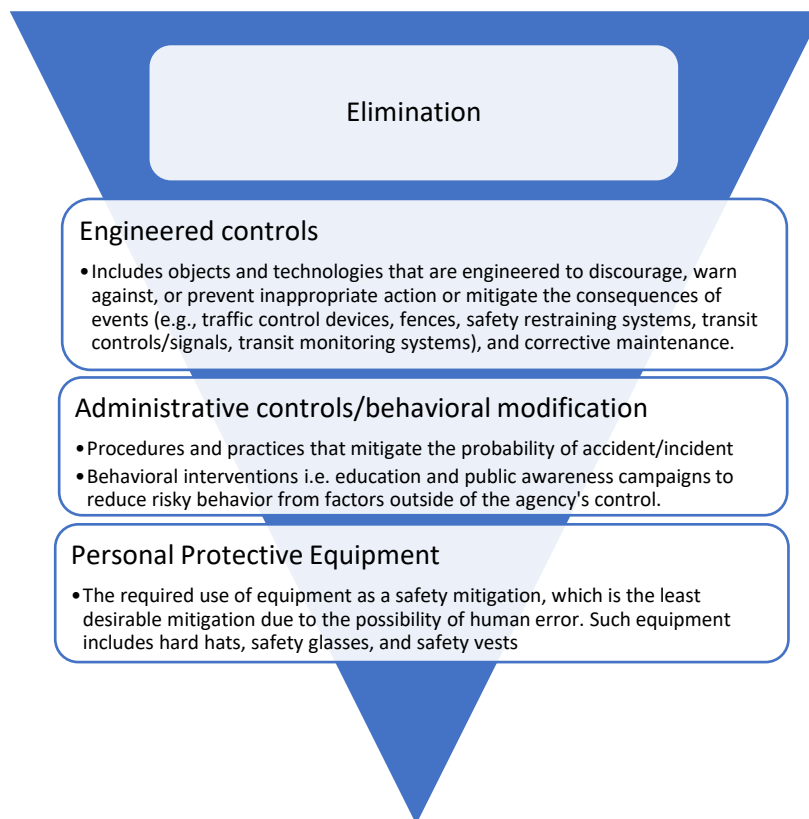 Elimination
Engineered controls
•Includes objects and technologies that are engineered to discourage, warn
against, or prevent inappropriate action or mitigate the consequences of
events (e.g., traffic control devices, fences, safety restraining systems, transit
controls/signals, transit monitoring systems), and corrective maintenance.
Administrative controls/behavioral modification
•Procedures and practices that mitigate the probability of accident/incident
•Behavioral interventions i.e. education and public awareness campaigns to
reduce risky behavior from factors outside of the agency's control.
Personal Protective Equipment
•The required use of equipment as a safety mitigation, which is the least
desirable mitigation due to the possibility of human error. Such equipment
includes hard hats, safety glasses, and safety vests